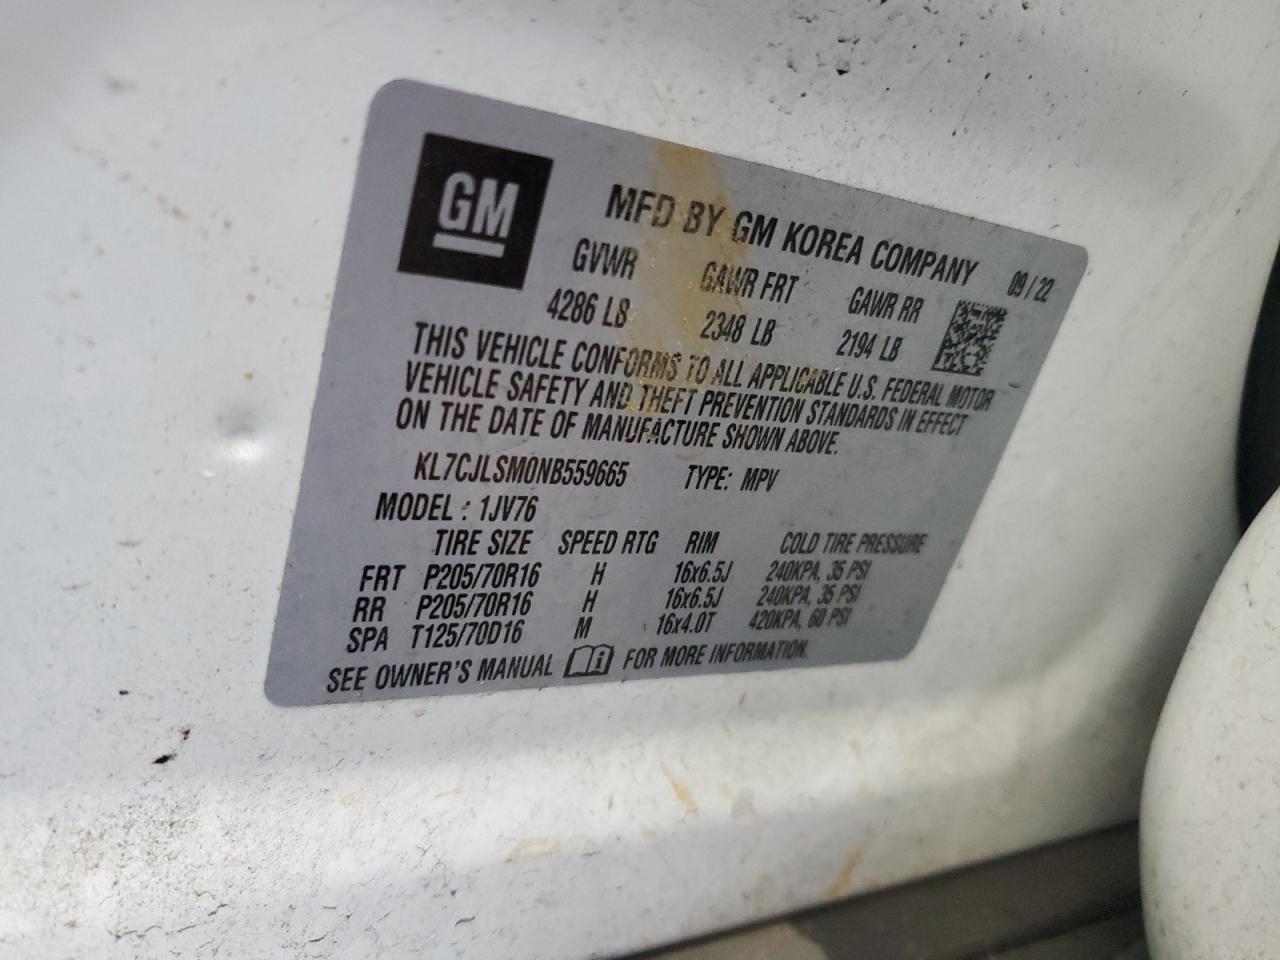 GM
MFD BY GM KOREA COMPANY 09 / 22
GVWR GAWR FRT GAWR RR
4286 LB 2348 LB 2194 LB
THIS VEHICLE CONFORMS TO ALL APPLICABLE U.S. FEDERAL MOTOR
VEHICLE SAFETY AND THEFT PREVENTION STANDARDS IN EFFECT
ON THE DATE OF MANUFACTURE SHOWN ABOVE.
KL7CJLSM0NB559665 TYPE: MPV
MODEL : 1JV76
TIRE SIZE SPEED RTG RIM COLD TIRE PRESSURE
FRT P205/70R16 H 16x6.5J 240KPA, 35 PSI
RR P205/70R16 H 16x6.5J 240KPA, 35 PSI
SPA T125/70D16 M 16x4.0T 420KPA, 60 PSI
SEE OWNER'S MANUAL FOR MORE INFORMATION.